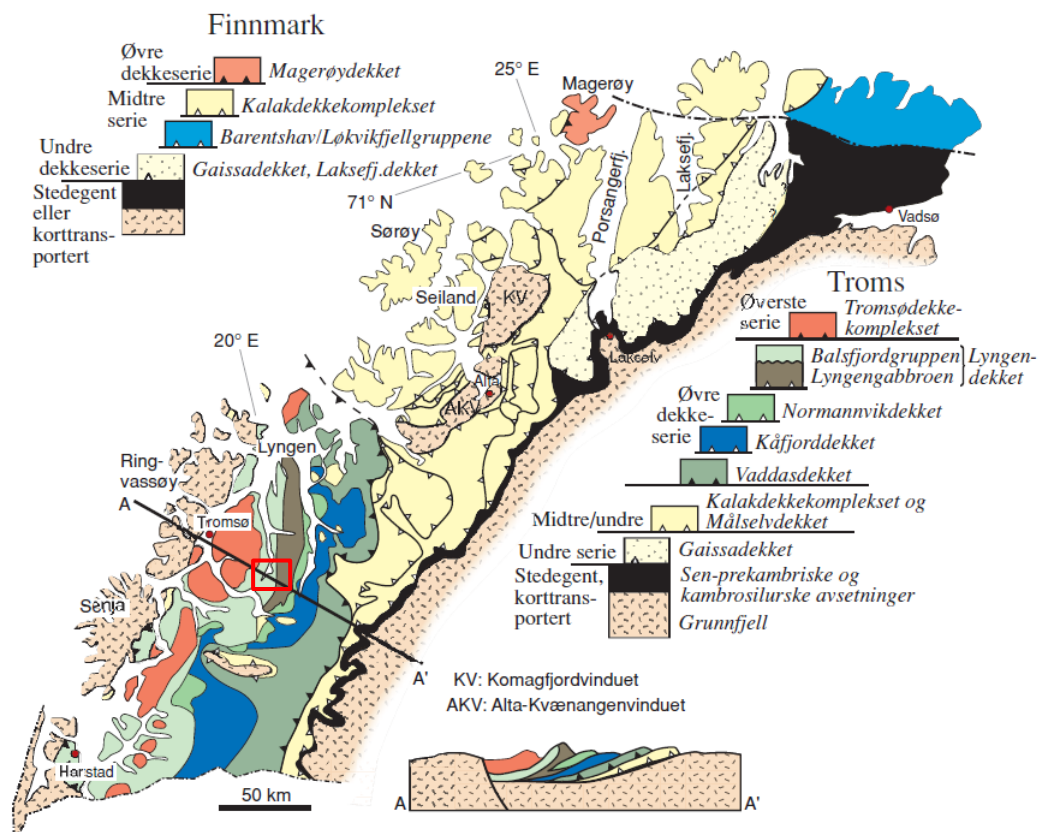 Finnmark
Øvre
dekkeserie
Magerøydekket
Midtre
serie
Kalakdekkekomplekset
Barentshav/Løkvikfjellgruppene
Undre
dekkeserie
Gaissadekket, Laksefj.dekket
Stedegent
eller
korttrans-
portert
25° E
71° N
Magerøy
Porsangerfj.
Laksefj.
Sørøy
Seiland
KV
Vadsø
Lakselv
Alta
AKV
20° E
Lyngen
Ring-
vassøy
A
Tromsø
Senja
Harstad
A'
50 km
Troms
Øverste
serie
Tromsødekke-
komplekset
Balsfjordgruppen
Lyngengabbroen
Lyngen-
dekket
Øvre
dekke-
serie
Normannvikdekket
Kåfjorddekket
Vaddasdekket
Midtre/undre
Kalakdekkekomplekset og
Målselvdekket
Undre serie
Gaissadekket
Stedegent,
korttrans-
portert
Sen-prekambriske og
kambrosilurske avsetninger
Grunnfjell
KV: Komagfjordvinduet
AKV: Alta-Kvænangenvinduet
A
A'